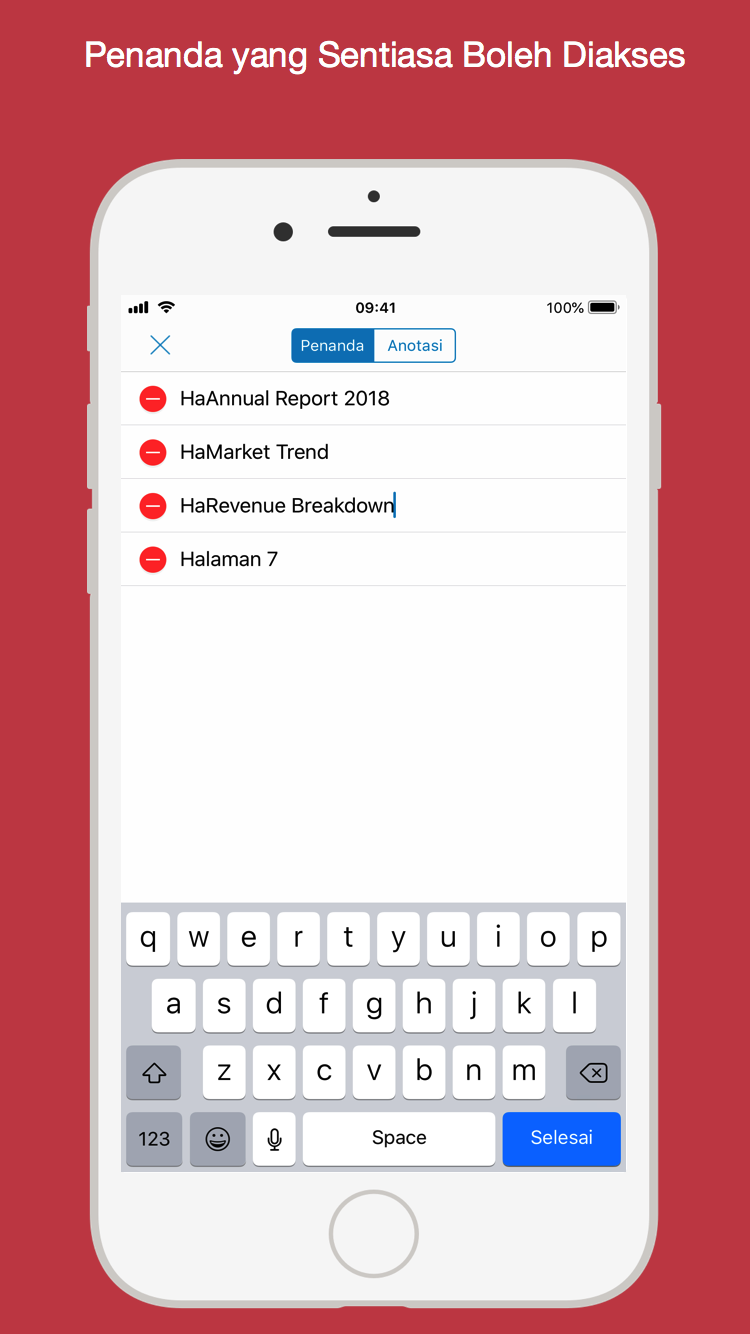 Penanda yang Sentiasa Boleh Diakses
09:41 100%
Penanda Anotasi
HaAnnual Report 2018
HaMarket Trend
HaRevenue Breakdown
Halaman 7
q w e r t y u i o p
a s d f g h j k l
z x c v b n m
123 Space Selesai